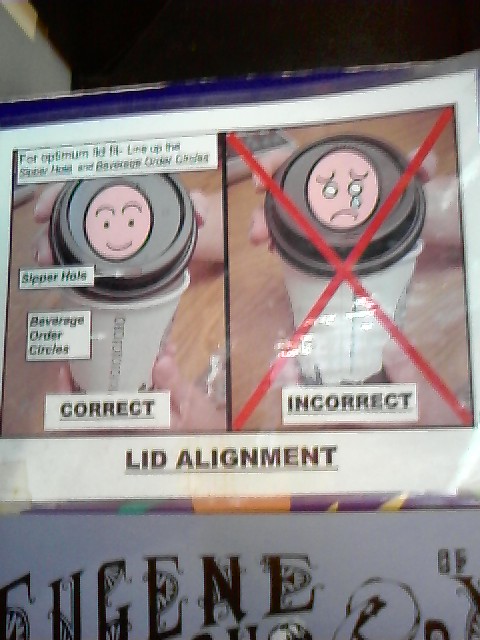 For optimum lid fit- Line up the
Sipper Hole and Beverage Order Circles
Sipper Hole
Beverage
Order
Circles
CORRECT
INCORRECT
LID ALIGNMENT
EUGENE
OF